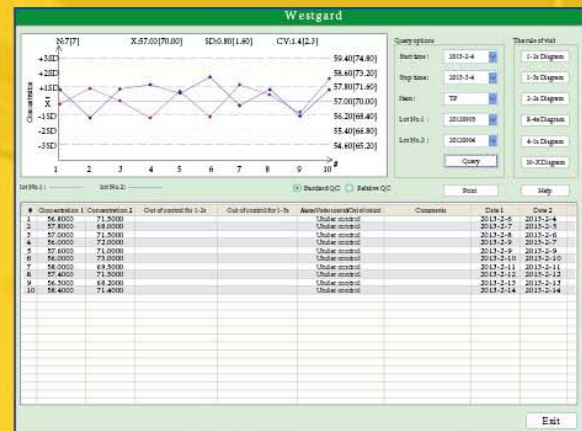 Westgard
N:7[7] X:57.00[70.00] SD:0.80[1.60] CV:1.4[2.3]
+3SD 59.40[74.80]
+2SD 58.60[73.20]
+1SD 57.80[71.60]
X 57.00[70.00]
-1SD 56.20[68.40]
55.40[66.80]
-3SD 54.60[65.20]
Concentration
1 2 3 4 5 6 7 8 9 10 #
Lot No.1: Lot No.2: Standard QC Relative QC
Query options
Start time: 2013-2-4
Stop time: 2013-3-4
Item: TP
Lot No.1: 20120903
Lot No.2: 20120904
Query
Print
The rule of visit
1-2s Diagram
1-3s Diagram
2-2s Diagram
R-4s Diagram
4-1s Diagram
10-X Diagram
Help
# Concentration 1 Concentration 2 Out of control for 1-2s Out of control for 1-3s Comments Date 1 Date 2
1 56.8000 71.5000 Under control 2013-2-6 2013-2-4
2 57.8000 68.0000 Under control 2013-2-7 2013-2-5
3 57.0000 71.5000 Under control 2013-2-8 2013-2-6
4 56.0000 72.0000 Under control 2013-2-9 2013-2-7
5 57.6000 71.0000 Under control 2013-2-9 2013-2-9
6 56.0000 73.0000 Under control 2013-2-10 2013-2-10
7 58.0000 69.5000 Under control 2013-2-11 2013-2-11
8 57.4000 71.5000 Under control 2013-2-12 2013-2-12
9 56.3000 68.2000 Under control 2013-2-13 2013-2-13
10 58.4000 71.4000 Under control 2013-2-14 2013-2-14
Exit